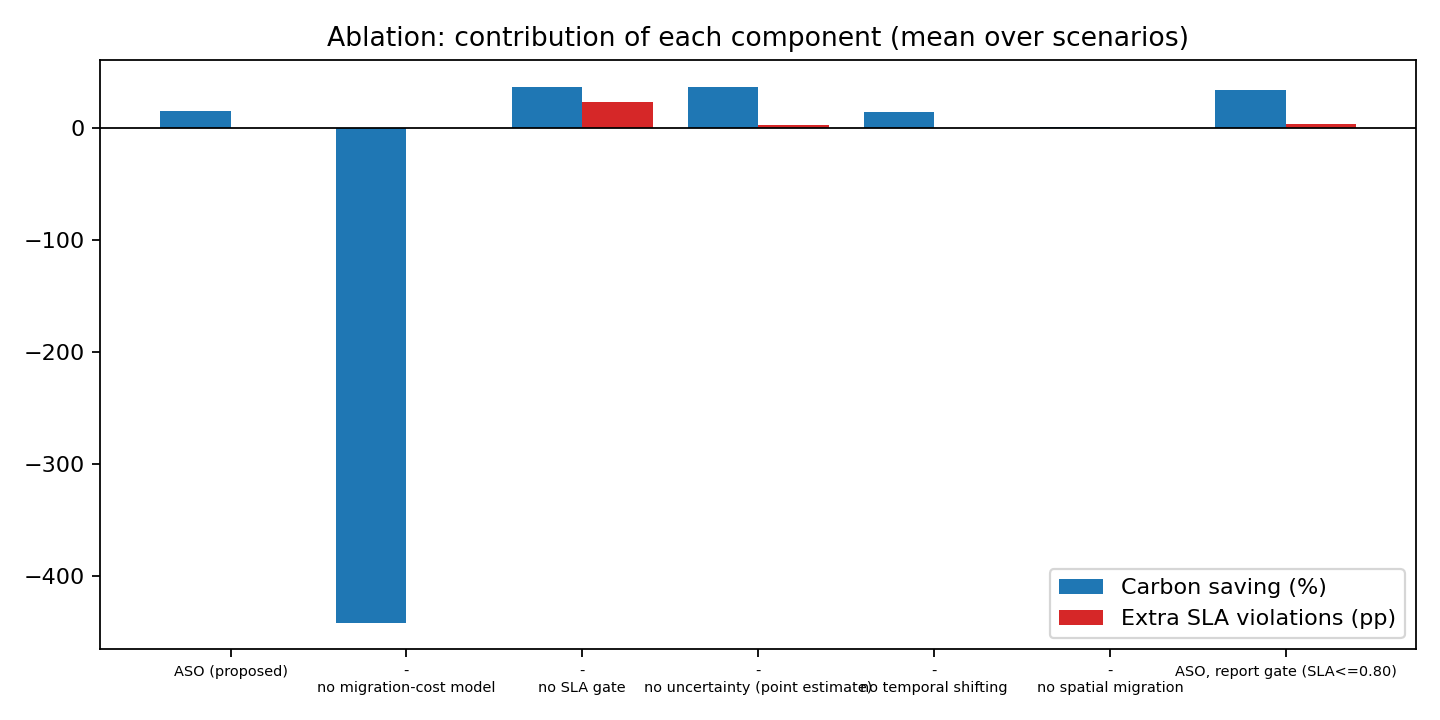 Ablation: contribution of each component (mean over scenarios)
0
−100
−200
−300
−400
Carbon saving (%)
Extra SLA violations (pp)
ASO (proposed)
-
no migration-cost model
-
no SLA gate
-
no uncertainty (point estimate)
-
no temporal shifting
-
no spatial migration
ASO, report gate (SLA<=0.80)